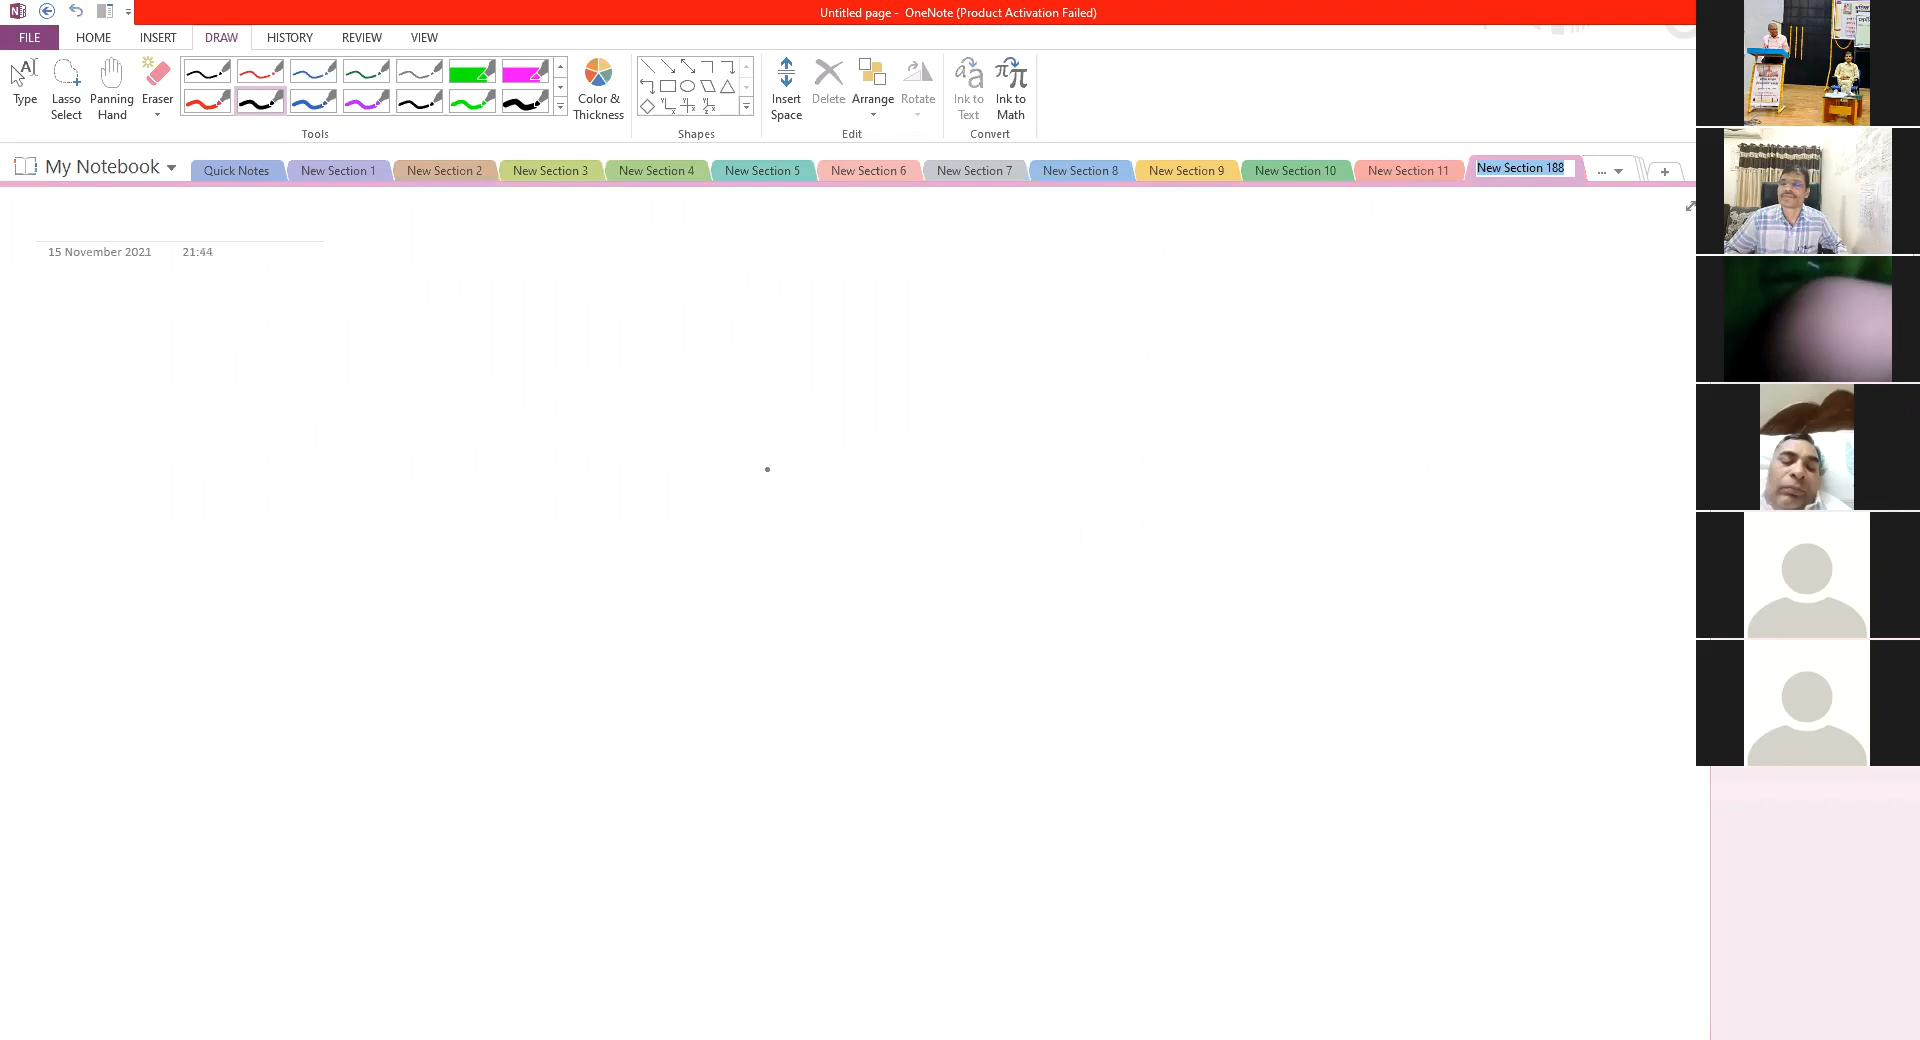 Untitled page - OneNote (Product Activation Failed)
FILE HOME INSERT DRAW HISTORY REVIEW VIEW
Type
Lasso Select
Panning Hand
Eraser
Color & Thickness
Insert Space
Delete
Arrange
Rotate
Ink to Text
Ink to Math
Tools Shapes Edit Convert
My Notebook Quick Notes New Section 1 New Section 2 New Section 3 New Section 4 New Section 5 New Section 6 New Section 7 New Section 8 New Section 9 New Section 10 New Section 11 New Section 188 ...
15 November 2021 21:44